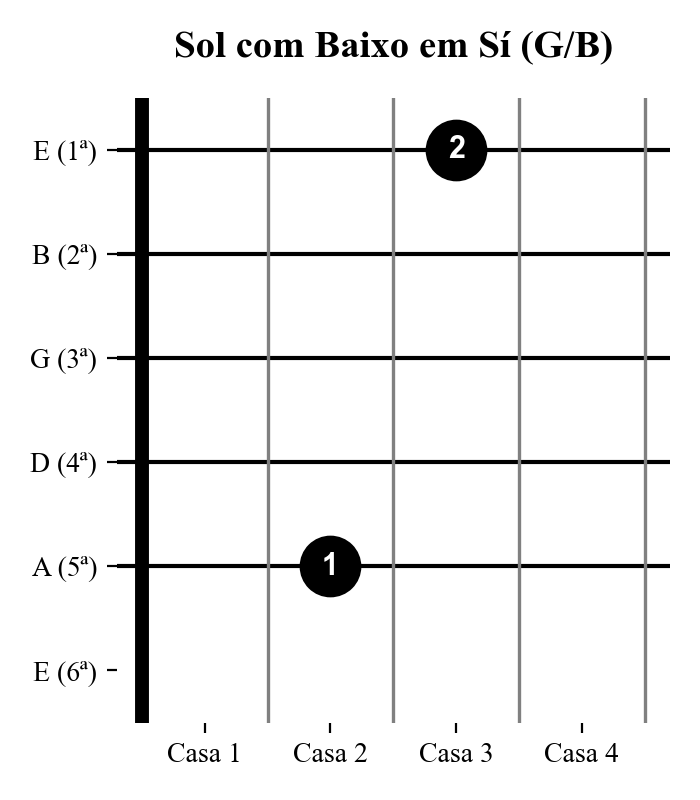 Sol com Baixo em Sí (G/B)
E (1ª)
2
B (2ª)
G (3ª)
D (4ª)
A (5ª)
1
E (6ª)
Casa 1
Casa 2
Casa 3
Casa 4